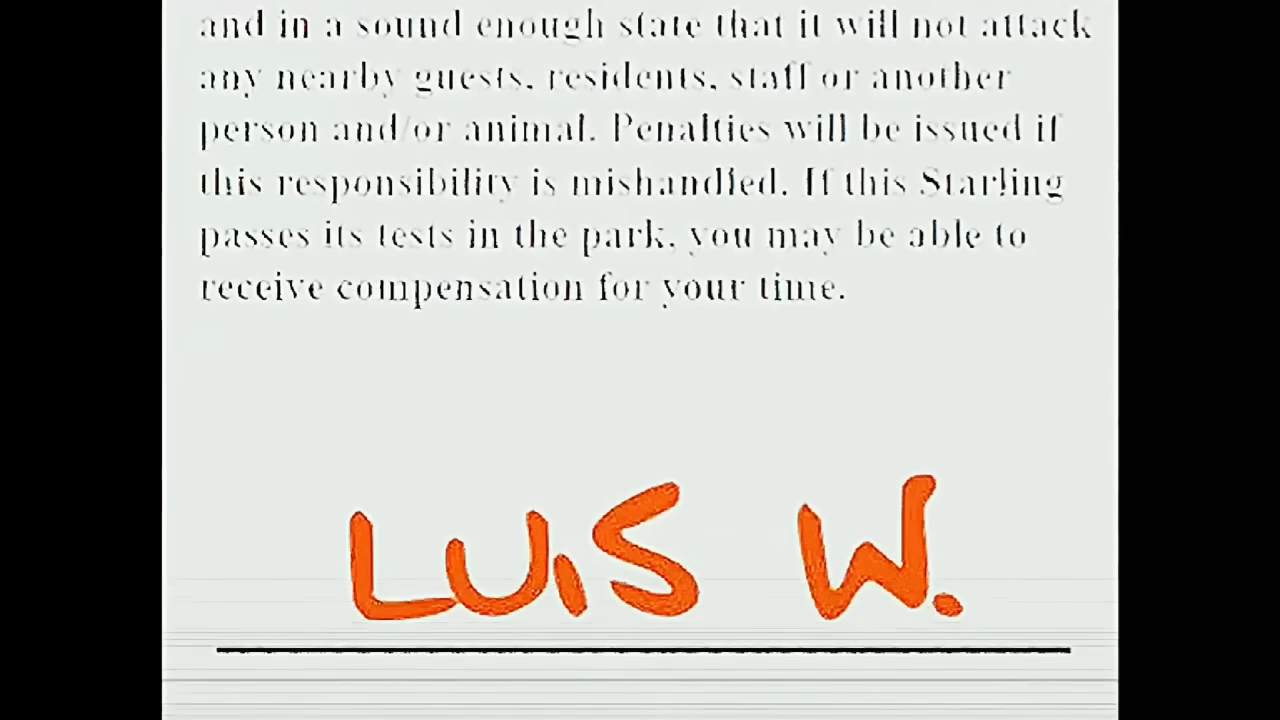 and in a sound enough state that it will not attack
any nearby guests, residents, staff or another
person and/or animal. Penalties will be issued if
this responsibility is mishandled. If this Starling
passes its tests in the park, you may be able to
receive compensation for your time.
LUIS W.